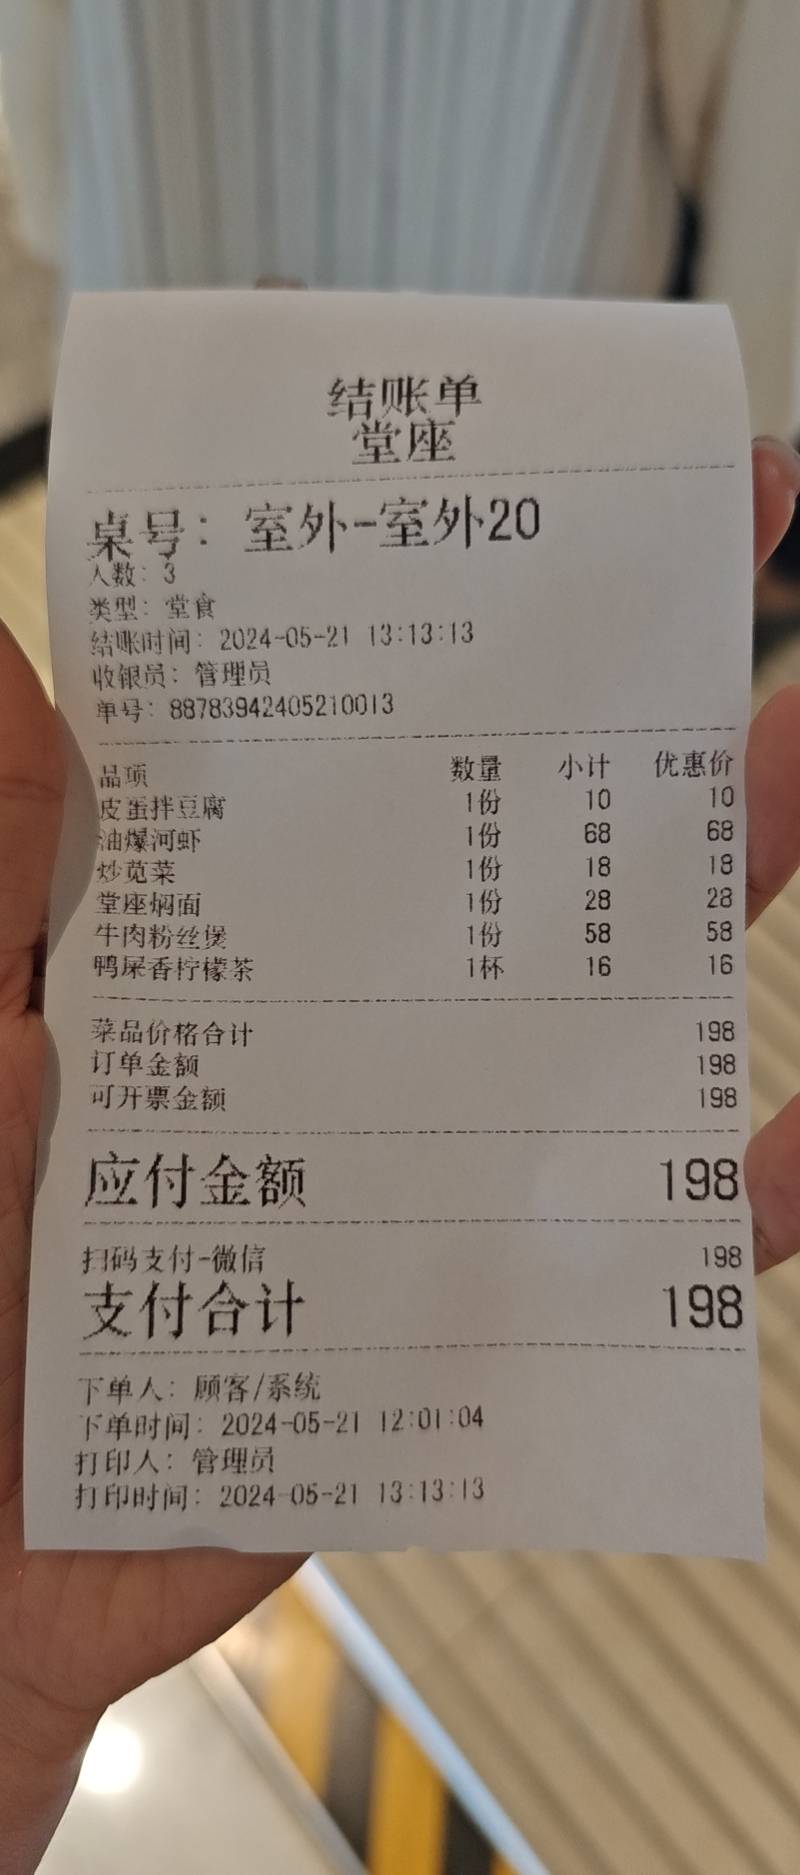 结账单
堂座
桌号: 室外-室外20
人数: 3
类型: 堂食
结账时间: 2024-05-21 13:13:13
收银员: 管理员
单号: 88783942405210013
品项 数量 小计 优惠价
皮蛋拌豆腐 1份 10 10
油爆河虾 1份 68 68
炒苋菜 1份 18 18
堂座焖面 1份 28 28
牛肉粉丝煲 1份 58 58
鸭屎香柠檬茶 1杯 16 16
菜品价格合计 198
订单金额 198
可开票金额 198
应付金额 198
扫码支付-微信 198
支付合计 198
下单人: 顾客/系统
下单时间: 2024-05-21 12:01:04
打印人: 管理员
打印时间: 2024-05-21 13:13:13